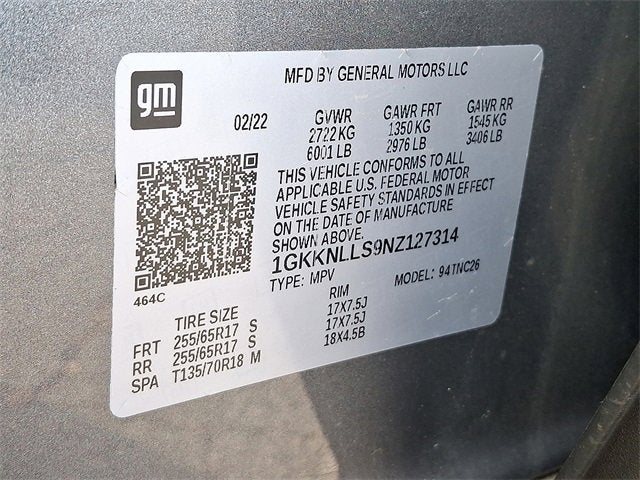 gm
MFD BY GENERAL MOTORS LLC
02/22 GVWR GAWR FRT GAWR RR
2722 KG 1350 KG 1545 KG
6001 LB 2976 LB 3406 LB
THIS VEHICLE CONFORMS TO ALL
APPLICABLE U.S. FEDERAL MOTOR
VEHICLE SAFETY STANDARDS IN EFFECT
ON THE DATE OF MANUFACTURE
SHOWN ABOVE.
1GKKNLLS9NZ127314
TYPE: MPV MODEL: 94TNC26
464C
TIRE SIZE RIM
FRT 255/65R17 S 17X7.5J
RR 255/65R17 S 17X7.5J
SPA T135/70R18 M 18X4.5B